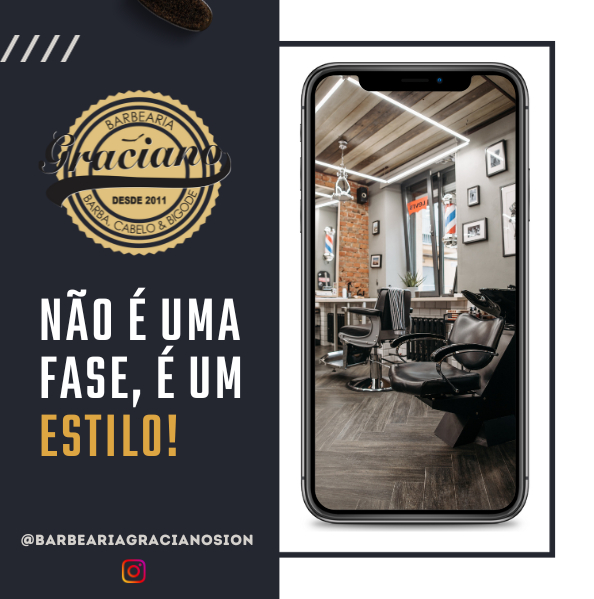 BARBEARIA
Graciano
DESDE 2011
BARBA, CABELO & BIGODE
NÃO É UMA
FASE, É UM
ESTILO!
@BARBEARIAGRACIANOSION